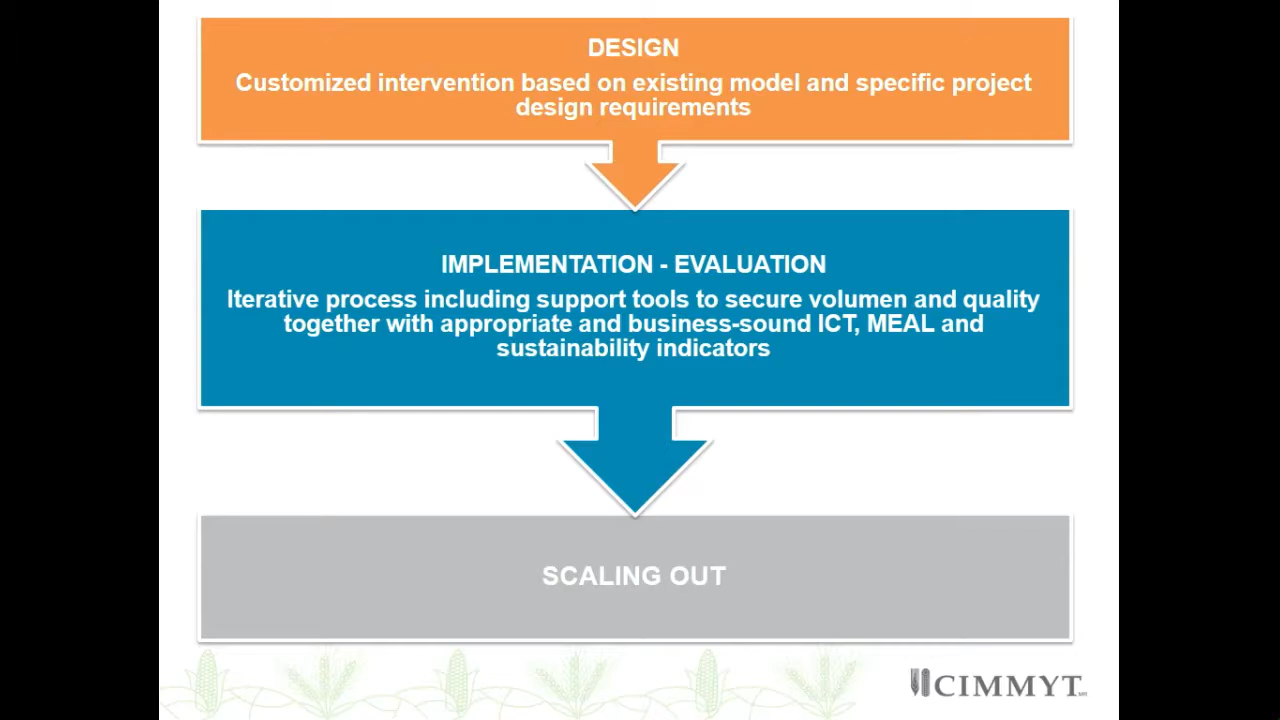 DESIGN
Customized intervention based on existing model and specific project
design requirements
IMPLEMENTATION - EVALUATION
Iterative process including support tools to secure volumen and quality
together with appropriate and business-sound ICT, MEAL and
sustainability indicators
SCALING OUT
CIMMYT